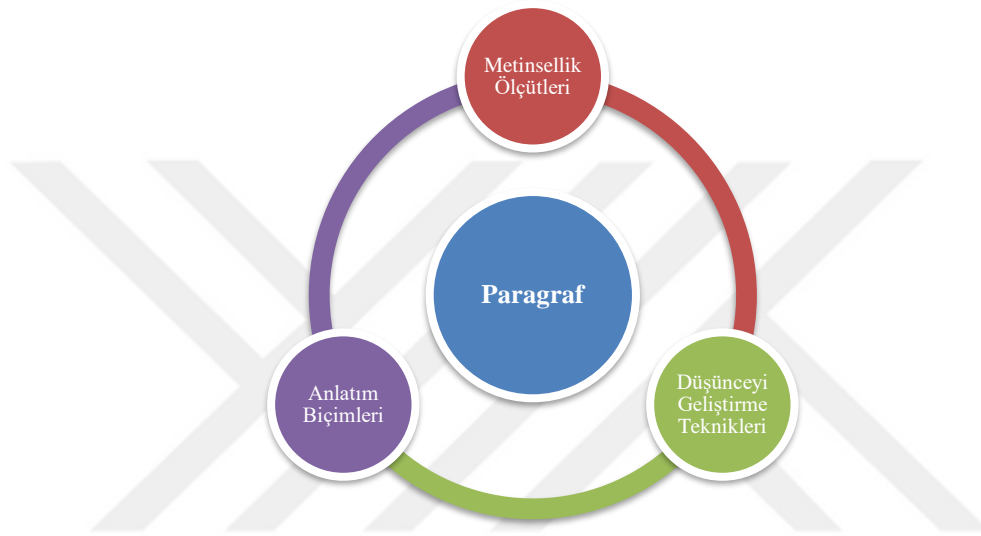 Metinsellik
Ölçütleri
Paragraf
Düşünceyi
Geliştirme
Teknikleri
Anlatım
Biçimleri